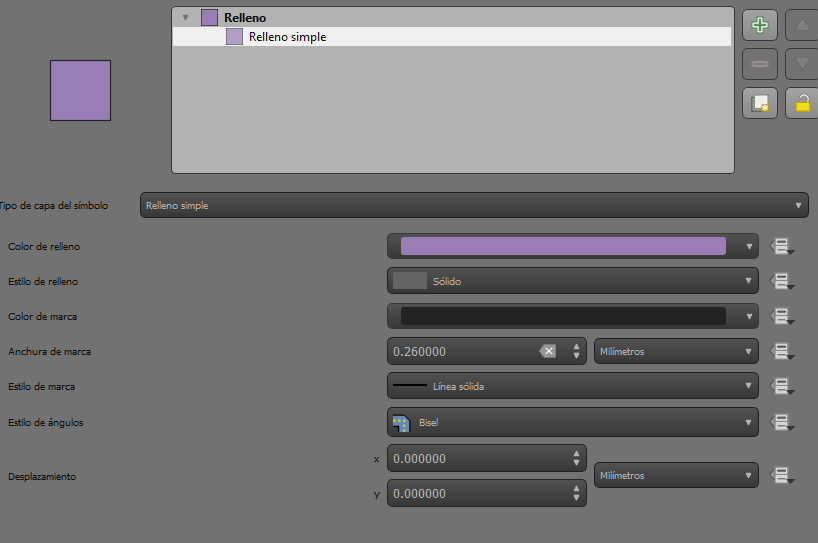 Relleno
Relleno simple
Tipo de capa del símbolo
Relleno simple
Color de relleno
Estilo de relleno
Sólido
Color de marca
Anchura de marca
0.260000
Milímetros
Estilo de marca
Línea sólida
Estilo de ángulos
Bisel
Desplazamiento
x
0.000000
Milímetros
y
0.000000